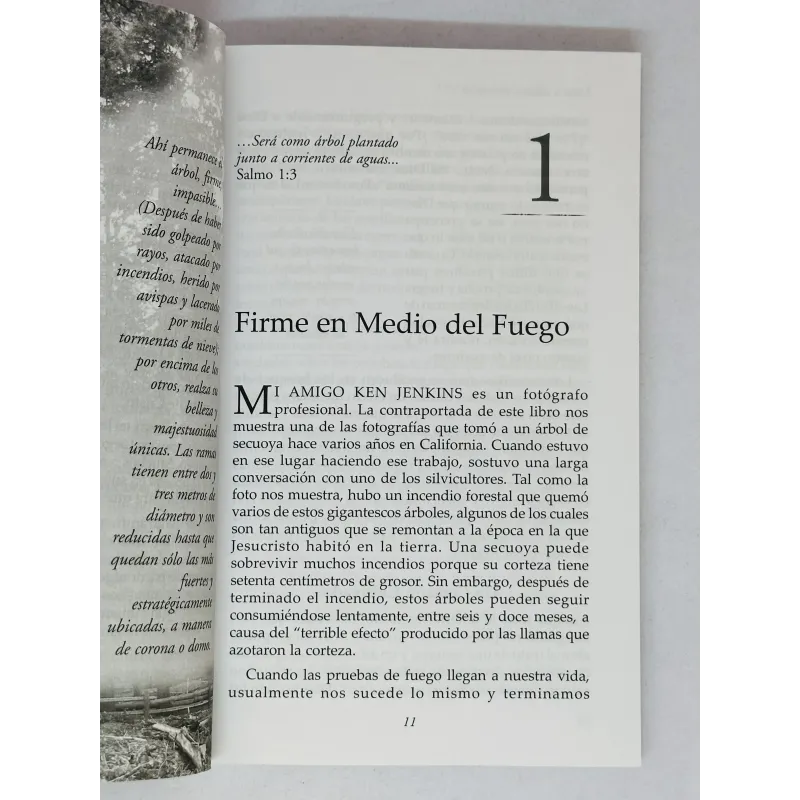 Ahí permanece el
árbol, firme,
impasible...
(Después de haber
sido golpeado por
rayos, atacado por
incendios, herido por
avispas y lacerado
por miles de
tormentas de nieve);
por encima de los
otros, realza su
belleza y
majestuosidad
únicas. Las ramas
tienen entre dos y
tres metros de
diámetro y son
reducidas hasta que
quedan sólo las más
fuertes y
estratégicamente
ubicadas, a manera
de corona o domo.
…Será como árbol plantado
junto a corrientes de aguas...
Salmo 1:3
1
Firme en Medio del Fuego
MI AMIGO KEN JENKINS es un fotógrafo
profesional. La contraportada de este libro nos
muestra una de las fotografías que tomó a un árbol de
secuoya hace varios años en California. Cuando estuvo
en ese lugar haciendo ese trabajo, sostuvo una larga
conversación con uno de los silvicultores. Tal como la
foto nos muestra, hubo un incendio forestal que quemó
varios de estos gigantescos árboles, algunos de los cuales
son tan antiguos que se remontan a la época en la que
Jesucristo habitó en la tierra. Una secuoya puede
sobrevivir muchos incendios porque su corteza tiene
setenta centímetros de grosor. Sin embargo, después de
terminado el incendio, estos árboles pueden seguir
consumiéndose lentamente, entre seis y doce meses, a
causa del “terrible efecto” producido por las llamas que
azotaron la corteza.
Cuando las pruebas de fuego llegan a nuestra vida,
usualmente nos sucede lo mismo y terminamos
11